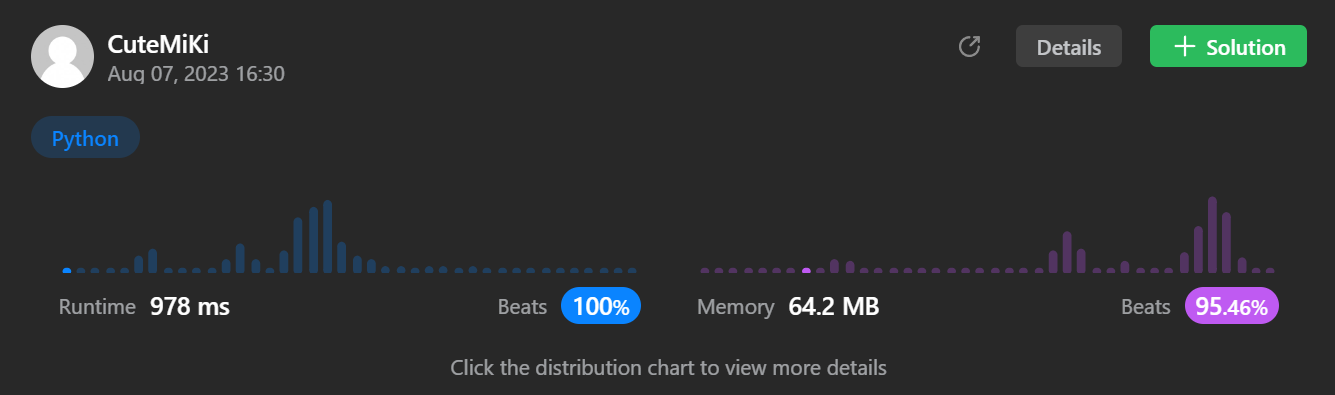 CuteMiKi
Aug 07, 2023 16:30
Details
Solution
Python
Runtime 978 ms
Beats 100%
Memory 64.2 MB
Beats 95.46%
Click the distribution chart to view more details